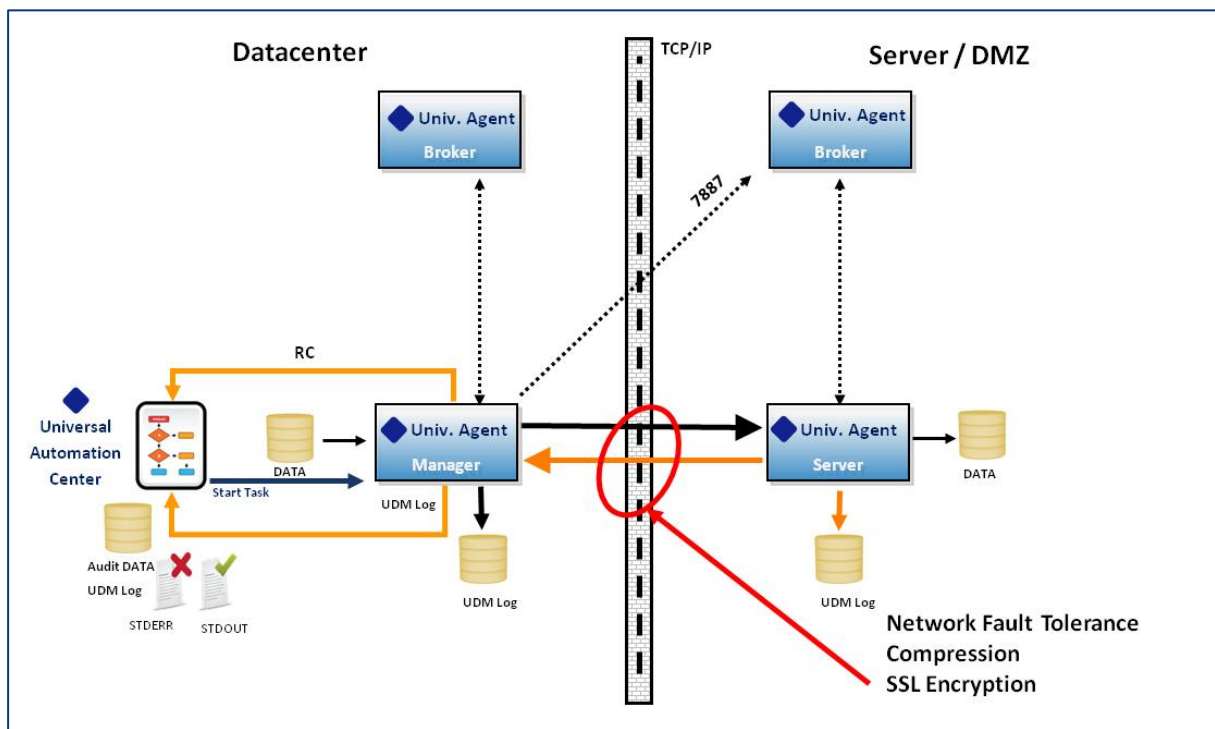 Datacenter
TCP/IP
Server / DMZ
Univ. Agent
Broker
Univ. Agent
Broker
7887
RC
Universal
Automation
Center
DATA
Start Task
Univ. Agent
Manager
UDM Log
Univ. Agent
Server
DATA
Audit DATA
UDM Log
STDERR
STDOUT
UDM Log
UDM Log
Network Fault Tolerance
Compression
SSL Encryption